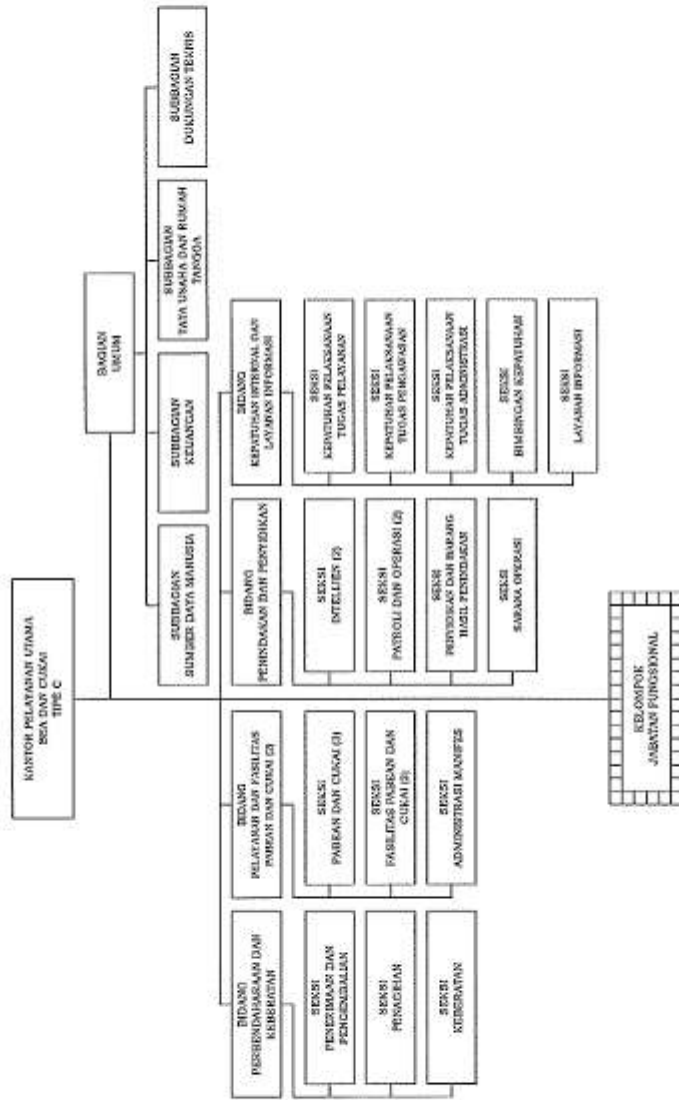 KANTOR PELAYANAN UTAMA
BEA DAN CUKAI
TIPE C
BAGIAN
UMUM
SUBBAGIAN
SUMBER DAYA MANUSIA
SUBBAGIAN
KEUANGAN
SUBBAGIAN
TATA USAHA DAN RUMAH
TANGGA
SUBBAGIAN
DUKUNGAN TEKNIS
BIDANG
PERBENDAHARAAN DAN
KEBERATAN
SEKSI
PENERIMAAN DAN
PENGEMBALIAN
SEKSI
PENAGIHAN
SEKSI
KEBERATAN
BIDANG
PELAYANAN DAN FASILITAS
PABEAN DAN CUKAI (2)
SEKSI
PABEAN DAN CUKAI (3)
SEKSI
FASILITAS PABEAN DAN
CUKAI
SEKSI
ADMINISTRASI MANIFES
BIDANG
PENINDAKAN DAN PENYIDIKAN
SEKSI
INTELIJEN (2)
SEKSI
PATROLI DAN OPERASI (2)
SEKSI
PENYIDIKAN DAN BARANG
HASIL PENINDAKAN
SEKSI
SARANA OPERASI
BIDANG
KEPATUHAN INTERNAL DAN
LAYANAN INFORMASI
SEKSI
KEPATUHAN PELAKSANAAN
TUGAS PELAYANAN
SEKSI
KEPATUHAN PELAKSANAAN
TUGAS PENGAWASAN
SEKSI
KEPATUHAN PELAKSANAAN
TUGAS ADMINISTRASI
SEKSI
BIMBINGAN KEPATUHAN
SEKSI
LAYANAN INFORMASI
KELOMPOK
JABATAN FUNGSIONAL